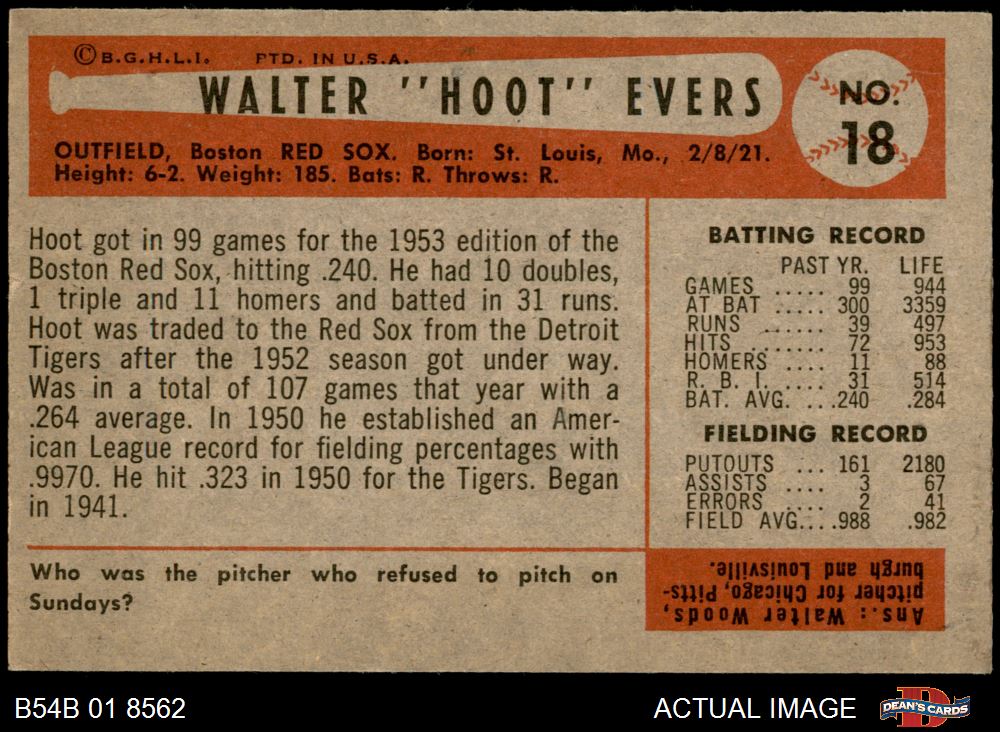 ©B.G.H.L.I. PTD. IN U.S.A.
WALTER "HOOT" EVERS
NO.
18
OUTFIELD, Boston RED SOX. Born: St. Louis, Mo., 2/8/21.
Height: 6-2. Weight: 185. Bats: R. Throws: R.
Hoot got in 99 games for the 1953 edition of the
Boston Red Sox, hitting .240. He had 10 doubles,
1 triple and 11 homers and batted in 31 runs.
Hoot was traded to the Red Sox from the Detroit
Tigers after the 1952 season got under way.
Was in a total of 107 games that year with a
.264 average. In 1950 he established an Amer-
ican League record for fielding percentages with
.9970. He hit .323 in 1950 for the Tigers. Began
in 1941.
BATTING RECORD
PAST YR. LIFE
GAMES ..... 99 944
AT BAT ..... 300 3359
RUNS ...... 39 497
HITS ....... 72 953
HOMERS .... 11 88
R. B. I. .... 31 514
BAT. AVG. ...240 .284
FIELDING RECORD
PUTOUTS ... 161 2180
ASSISTS .... 3 67
ERRORS .... 2 41
FIELD AVG....988 .982
Who was the pitcher who refused to pitch on
Sundays?
Ans.: Walter Woods,
pitcher for Chicago, Pitts-
burgh and Louisville.
B54B 01 8562
ACTUAL IMAGE
D
DEAN'S CARDS